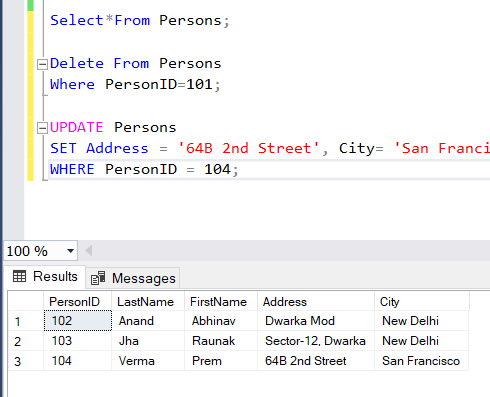 Select*From Persons;
Delete From Persons
Where PersonID=101;
UPDATE Persons
SET Address = '64B 2nd Street', City= 'San Franci
WHERE PersonID = 104;
100 %
Results Messages
PersonID LastName FirstName Address City
1 102 Anand Abhinav Dwarka Mod New Delhi
2 103 Jha Raunak Sector-12, Dwarka New Delhi
3 104 Verma Prem 64B 2nd Street San Francisco